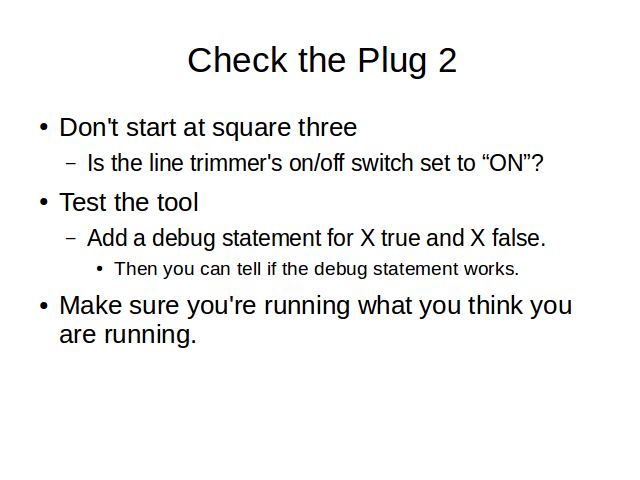 Check the Plug 2
• Don't start at square three
– Is the line trimmer's on/off switch set to “ON”?
• Test the tool
– Add a debug statement for X true and X false.
• Then you can tell if the debug statement works.
• Make sure you're running what you think you
are running.